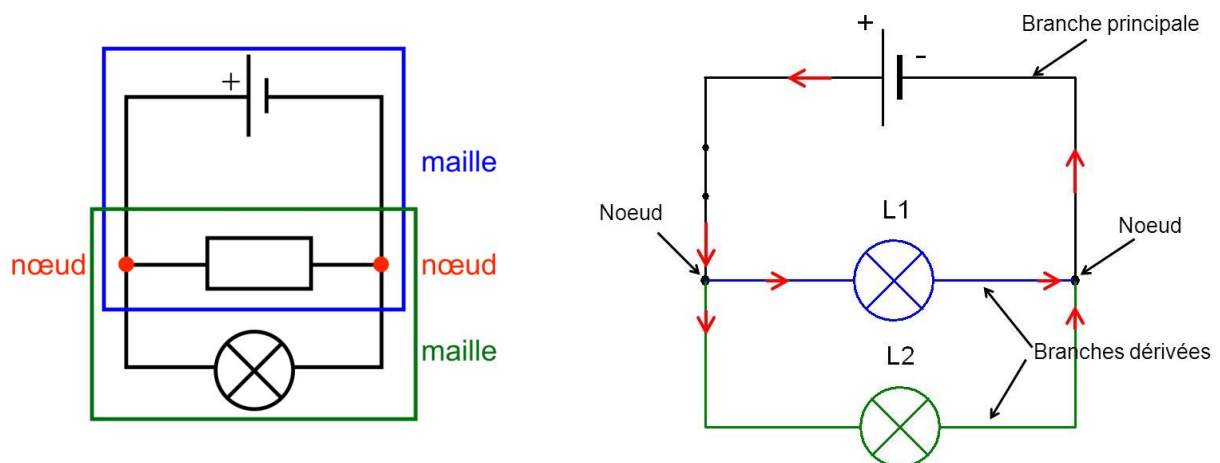 +
maille
nœud
nœud
maille
Branche principale
+
-
L1
Noeud
Noeud
L2
Branches dérivées